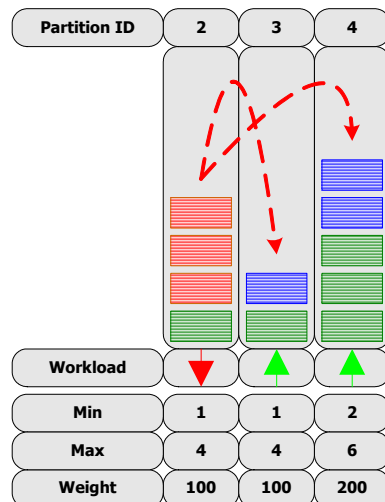 Partition ID 2 3 4
Workload
Min 1 1 2
Max 4 4 6
Weight 100 100 200